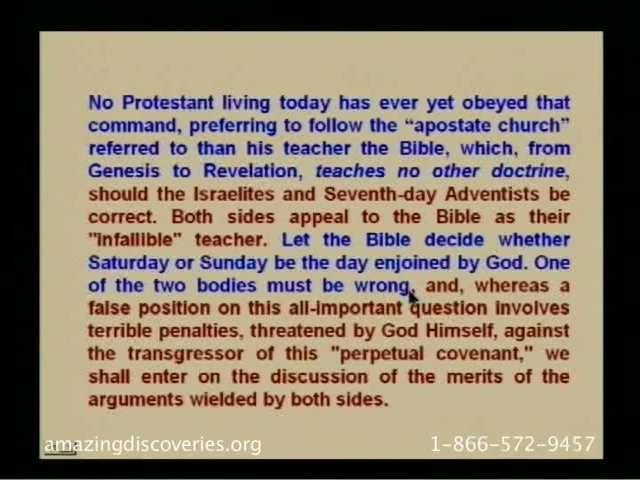 No Protestant living today has ever yet obeyed that
command, preferring to follow the “apostate church”
referred to than his teacher the Bible, which, from
Genesis to Revelation, teaches no other doctrine,
should the Israelites and Seventh-day Adventists be
correct. Both sides appeal to the Bible as their
"infallible" teacher. Let the Bible decide whether
Saturday or Sunday be the day enjoined by God. One
of the two bodies must be wrong, and, whereas a
false position on this all-important question involves
terrible penalties, threatened by God Himself, against
the transgressor of this "perpetual covenant," we
shall enter on the discussion of the merits of the
arguments wielded by both sides.
amazingdiscoveries.org
1-866-572-9457